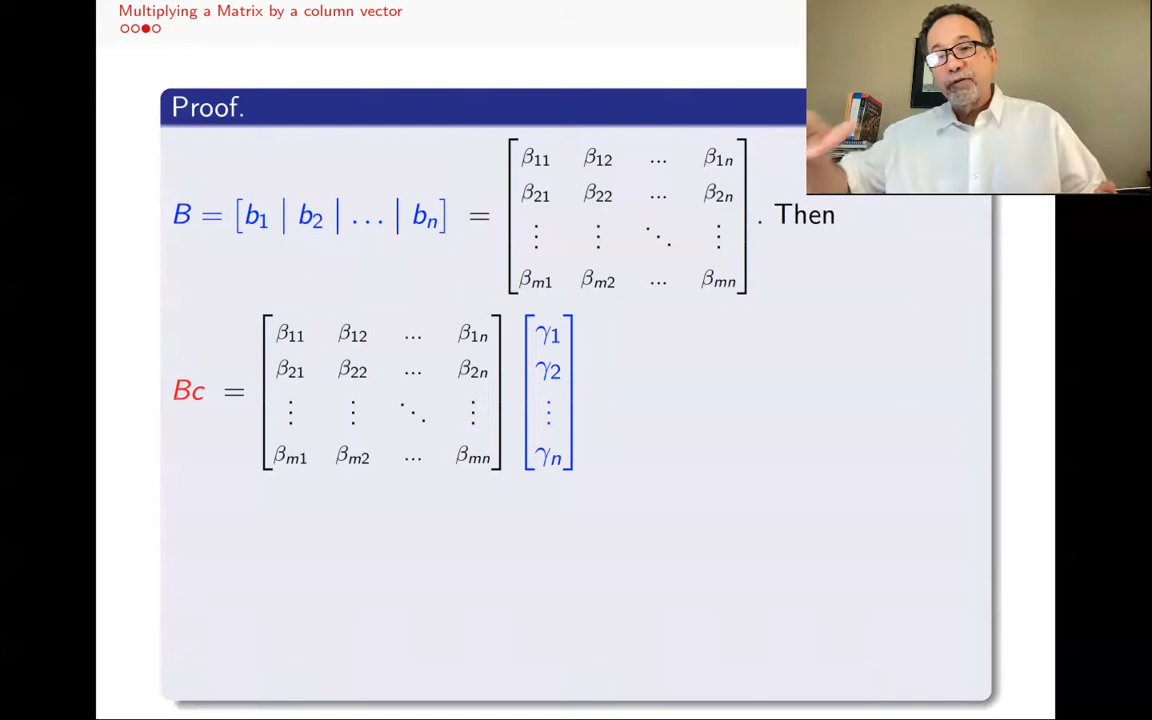 Multiplying a Matrix by a column vector
Proof.
B = [b₁ | b₂ | … | bₙ] = [β₁₁ β₁₂ … β₁ₙ
β₂₁ β₂₂ … β₂ₙ
⋮ ⋮ ⋱ ⋮
βₘ₁ βₘ₂ … βₘₙ] . Then
Bc = [β₁₁ β₁₂ … β₁ₙ] [γ₁]
[β₂₁ β₂₂ … β₂ₙ] [γ₂]
[⋮ ⋮ ⋱ ⋮] [⋮]
[βₘ₁ βₘ₂ … βₘₙ] [γₙ]